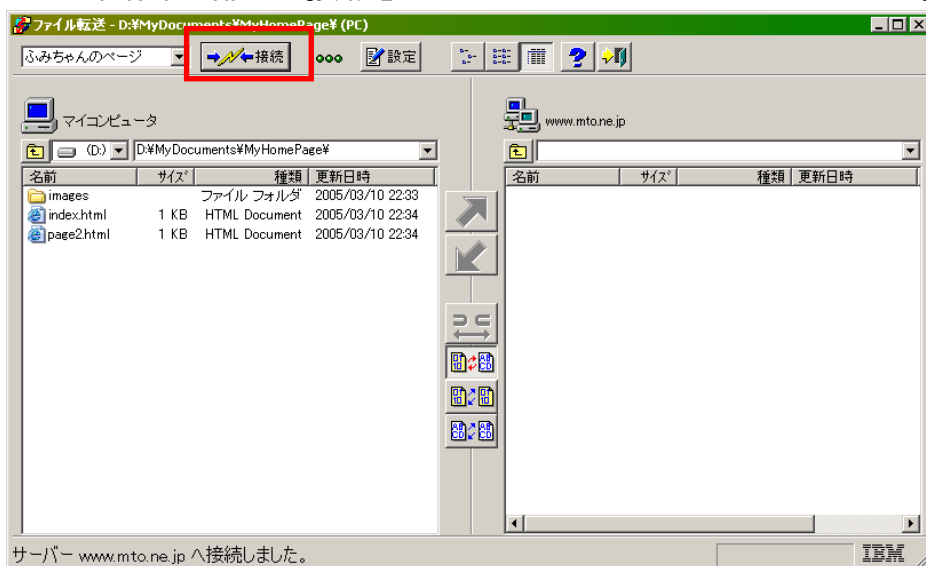 ファイル転送 - D:¥MyDocuments¥MyHomePage¥ (PC)
ふみちゃんのページ 接続 設定
マイコンピュータ www.mto.ne.jp
(D:) D:¥MyDocuments¥MyHomePage¥
名前 サイズ 種類 更新日時 名前 サイズ 種類 更新日時
images ファイル フォルダ 2005/03/10 22:33
index.html 1 KB HTML Document 2005/03/10 22:34
page2.html 1 KB HTML Document 2005/03/10 22:34
サーバー www.mto.ne.jp へ接続しました。 IBM